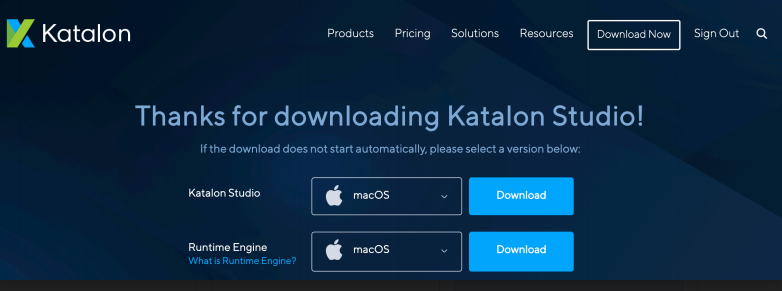 Katalon
Products Pricing Solutions Resources Download Now Sign Out
Thanks for downloading Katalon Studio!
If the download does not start automatically, please select a version below:
Katalon Studio macOS Download
Runtime Engine macOS Download
What is Runtime Engine?